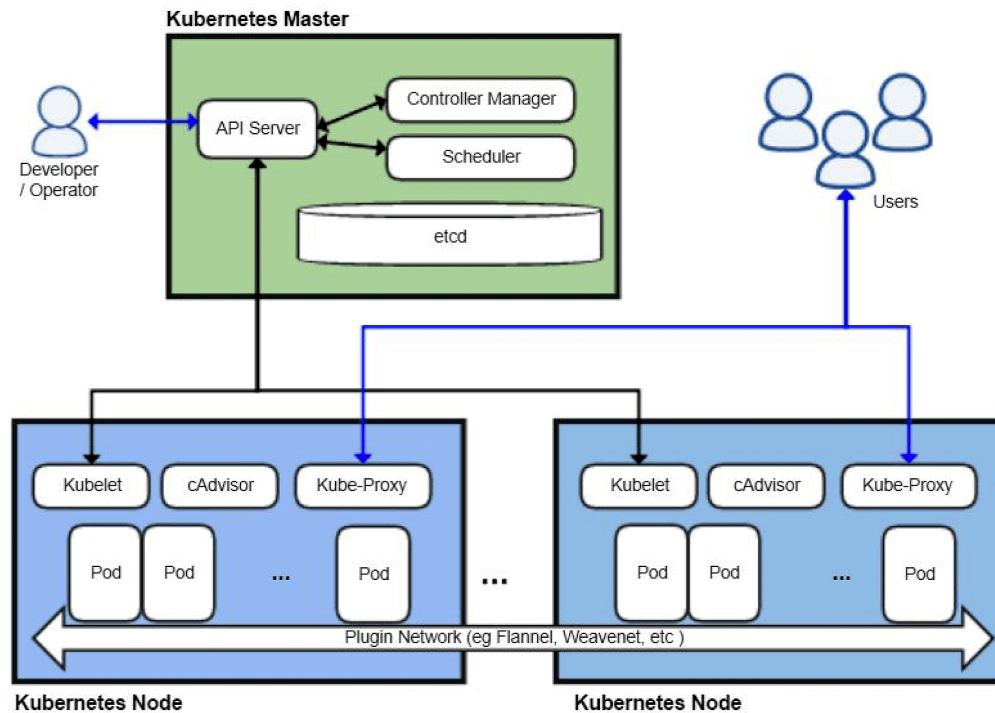 Kubernetes Master
API Server
Controller Manager
Scheduler
etcd
Developer
/ Operator
Users
Kubelet
cAdvisor
Kube-Proxy
Pod
Pod
...
Pod
...
Kubelet
cAdvisor
Kube-Proxy
Pod
Pod
...
Pod
Plugin Network (eg Flannel, Weavenet, etc )
Kubernetes Node
Kubernetes Node